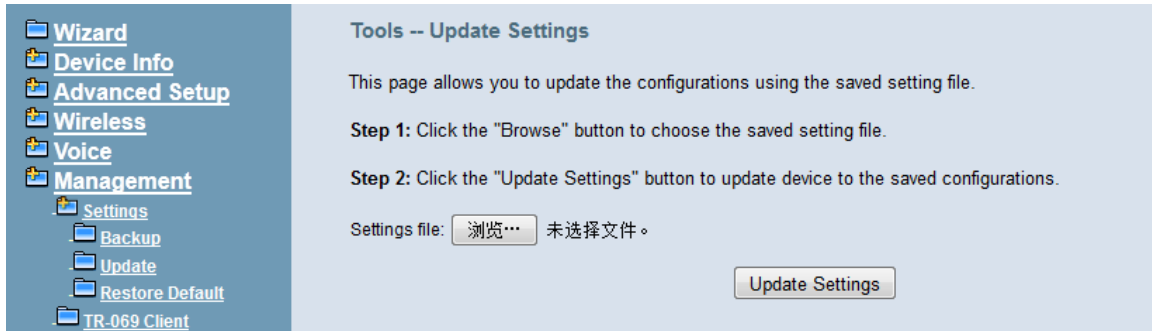 Wizard
Device Info
Advanced Setup
Wireless
Voice
Management
Settings
Backup
Update
Restore Default
TR-069 Client
Tools -- Update Settings
This page allows you to update the configurations using the saved setting file.
Step 1: Click the "Browse" button to choose the saved setting file.
Step 2: Click the "Update Settings" button to update device to the saved configurations.
Settings file: 浏览… 未选择文件。
Update Settings